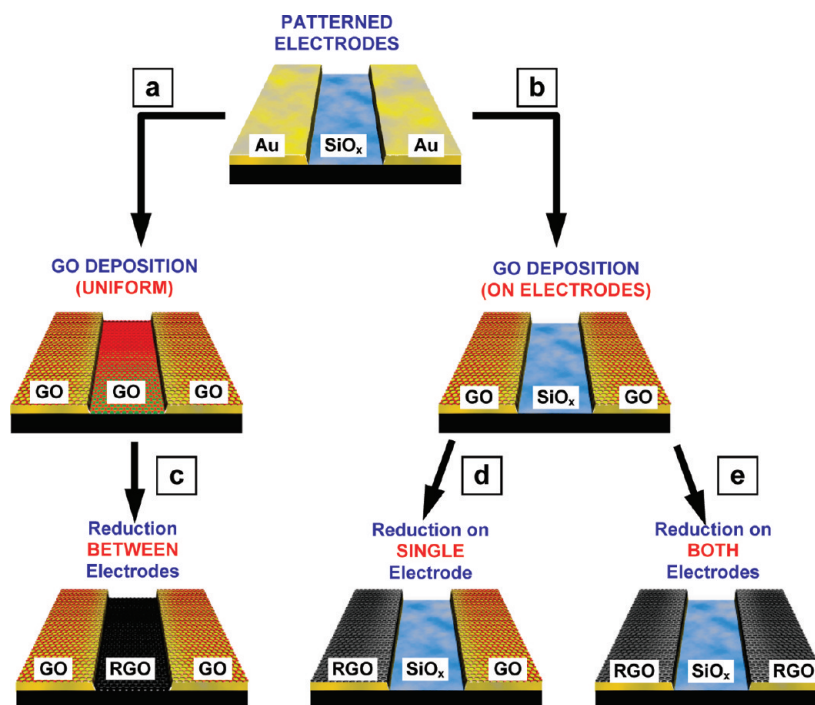 PATTERNED
ELECTRODES
a
b
Au
SiOₓ
Au
GO DEPOSITION
(UNIFORM)
GO DEPOSITION
(ON ELECTRODES)
GO
GO
GO
GO
SiOₓ
GO
c
d
e
Reduction
BETWEEN
Electrodes
Reduction on
SINGLE
Electrode
Reduction on
BOTH
Electrodes
GO
RGO
GO
RGO
SiOₓ
GO
RGO
SiOₓ
RGO